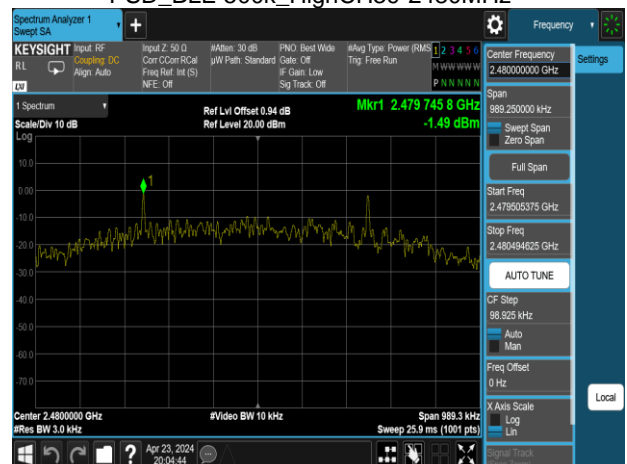 PSD_BLE 500k_HighCH39-2480MHz
Spectrum Analyzer 1
Swept SA
Frequency
KEYSIGHT
RL
LXI
Input: RF
Coupling: DC
Align: Auto
Input Z: 50 Ω
Corr CCorr RCal
Freq Ref: Int (S)
NFE: Off
#Atten: 30 dB
µW Path: Standard
PNO: Best Wide
Gate: Off
IF Gain: Low
Sig Track: Off
#Avg Type: Power (RMS
Trig: Free Run
1 2 3 4 5 6
M W W W W W
P N N N N N
1 Spectrum
Scale/Div 10 dB
Log
Ref Lvl Offset 0.94 dB
Ref Level 20.00 dBm
Mkr1 2.479 745 8 GHz
-1.49 dBm
1
10.0
0.00
-10.0
-20.0
-30.0
-40.0
-50.0
-60.0
-70.0
Center 2.4800000 GHz
#Res BW 3.0 kHz
#Video BW 10 kHz
Span 989.3 kHz
Sweep 25.9 ms (1001 pts)
Apr 23, 2024
20:04:44
Settings
Center Frequency
2.480000000 GHz
Span
989.250000 kHz
Swept Span
Zero Span
Full Span
Start Freq
2.479505375 GHz
Stop Freq
2.480494625 GHz
AUTO TUNE
CF Step
98.925 kHz
Auto
Man
Freq Offset
0 Hz
X Axis Scale
Log
Lin
Signal Track
Local